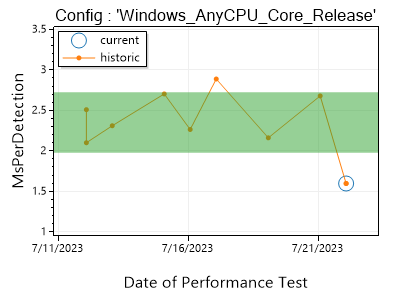 Config : 'Windows_AnyCPU_Core_Release'
current
historic
3.5
3
2.5
2
1.5
1
MsPerDetection
7/11/2023
7/16/2023
7/21/2023
Date of Performance Test